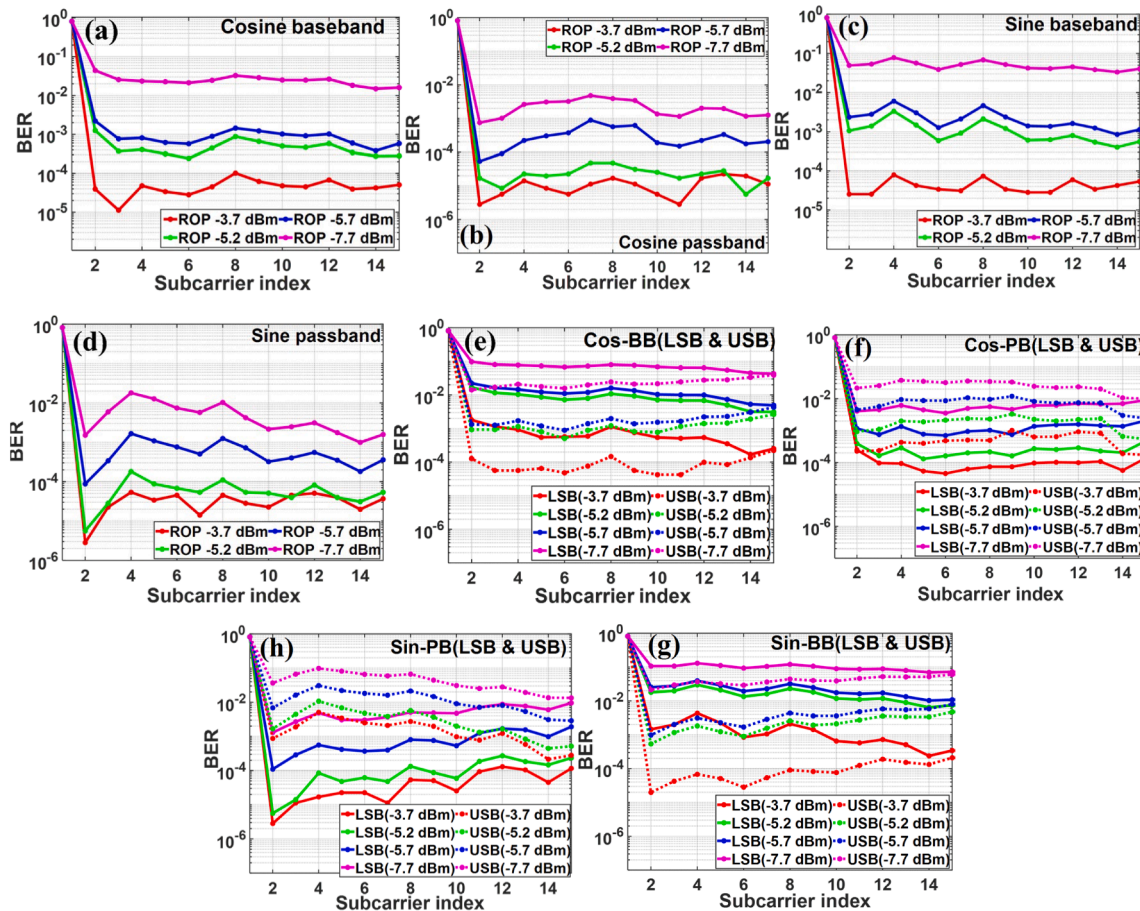 (a) Cosine baseband
10^0
10^-1
10^-2
10^-3
10^-4
10^-5
BER
ROP -3.7 dBm ROP -5.7 dBm
ROP -5.2 dBm ROP -7.7 dBm
2 4 6 8 10 12 14
Subcarrier index
ROP -3.7 dBm ROP -5.7 dBm
ROP -5.2 dBm ROP -7.7 dBm
10^0
10^-2
10^-4
10^-6
BER
(b) Cosine passband
2 4 6 8 10 12 14
Subcarrier index
(c) Sine baseband
10^0
10^-1
10^-2
10^-3
10^-4
10^-5
10^-6
BER
ROP -3.7 dBm ROP -5.7 dBm
ROP -5.2 dBm ROP -7.7 dBm
2 4 6 8 10 12 14
Subcarrier index
(d) Sine passband
10^0
10^-2
10^-4
10^-6
BER
ROP -3.7 dBm ROP -5.7 dBm
ROP -5.2 dBm ROP -7.7 dBm
2 4 6 8 10 12 14
Subcarrier index
(e) Cos-BB(LSB & USB)
10^0
10^-2
10^-4
10^-6
BER
LSB(-3.7 dBm) USB(-3.7 dBm)
LSB(-5.2 dBm) USB(-5.2 dBm)
LSB(-5.7 dBm) USB(-5.7 dBm)
LSB(-7.7 dBm) USB(-7.7 dBm)
2 4 6 8 10 12 14
Subcarrier index
Cos-PB(LSB & USB)
(f)
10^0
10^-2
10^-4
10^-6
BER
LSB(-3.7 dBm) USB(-3.7 dBm)
LSB(-5.2 dBm) USB(-5.2 dBm)
LSB(-5.7 dBm) USB(-5.7 dBm)
LSB(-7.7 dBm) USB(-7.7 dBm)
2 4 6 8 10 12 14
Subcarrier index
(h) Sin-PB(LSB & USB)
10^0
10^-2
10^-4
10^-6
BER
LSB(-3.7 dBm) USB(-3.7 dBm)
LSB(-5.2 dBm) USB(-5.2 dBm)
LSB(-5.7 dBm) USB(-5.7 dBm)
LSB(-7.7 dBm) USB(-7.7 dBm)
2 4 6 8 10 12 14
Subcarrier index
(g) Sin-BB(LSB & USB)
10^0
10^-2
10^-4
10^-6
BER
LSB(-3.7 dBm) USB(-3.7 dBm)
LSB(-5.2 dBm) USB(-5.2 dBm)
LSB(-5.7 dBm) USB(-5.7 dBm)
LSB(-7.7 dBm) USB(-7.7 dBm)
2 4 6 8 10 12 14
Subcarrier index